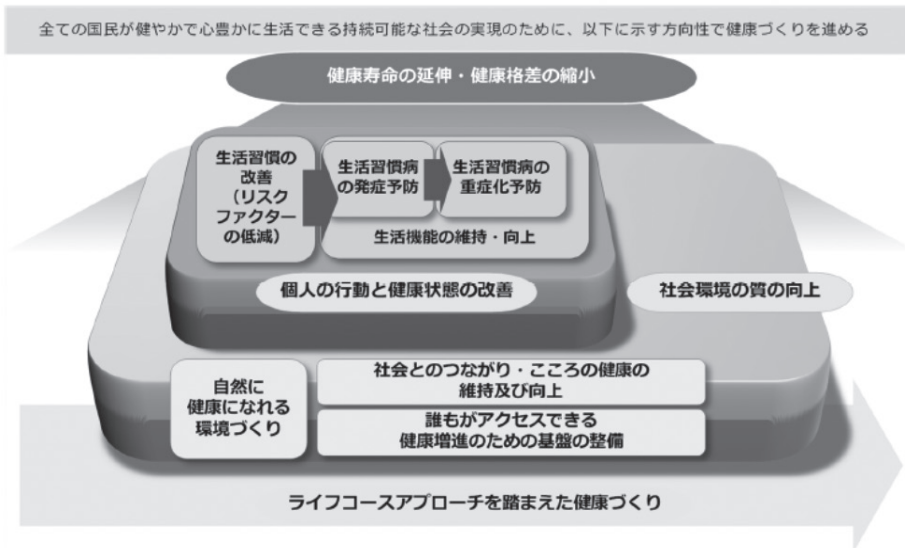 全ての国民が健やかで心豊かに生活できる持続可能な社会の実現のために、以下に示す方向性で健康づくりを進める
健康寿命の延伸・健康格差の縮小
生活習慣の
改善
（リスク
ファクター
の低減）
生活習慣病
の発症予防
生活習慣病の
重症化予防
生活機能の維持・向上
個人の行動と健康状態の改善
社会環境の質の向上
自然に
健康になれる
環境づくり
社会とのつながり・こころの健康の
維持及び向上
誰もがアクセスできる
健康増進のための基盤の整備
ライフコースアプローチを踏まえた健康づくり